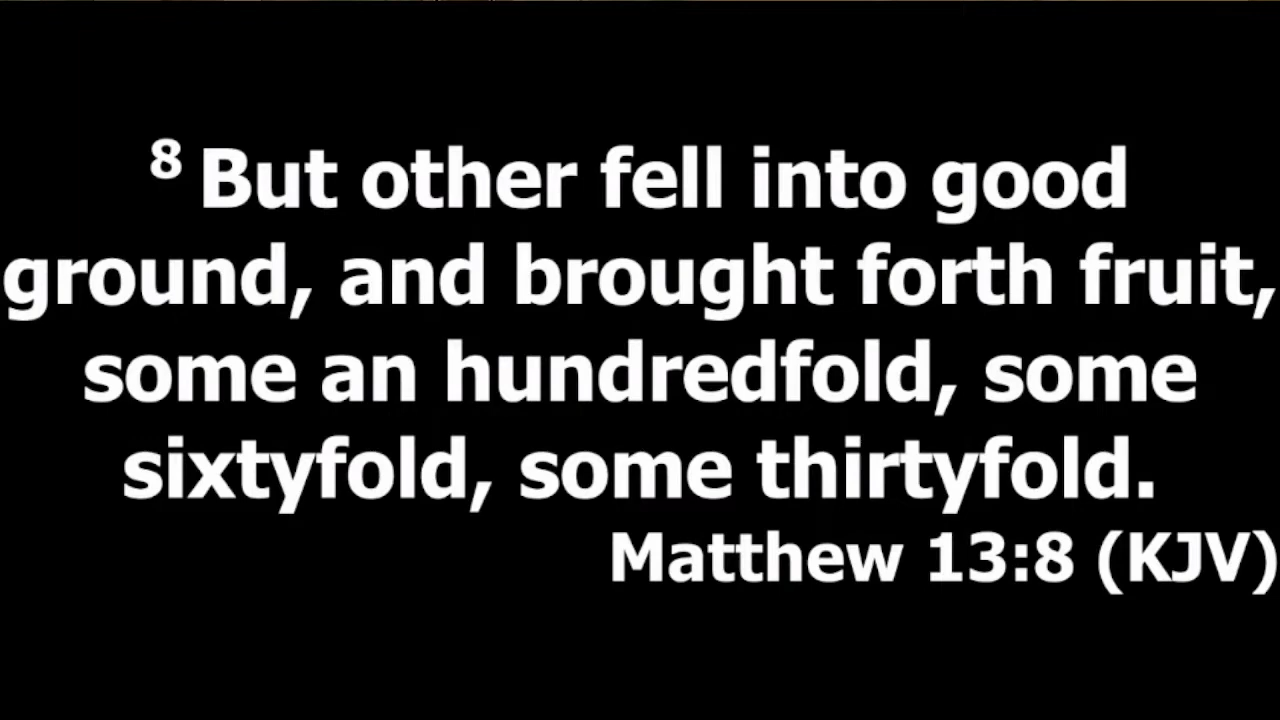 8 But other fell into good
ground, and brought forth fruit,
some an hundredfold, some
sixtyfold, some thirtyfold.
Matthew 13:8 (KJV)